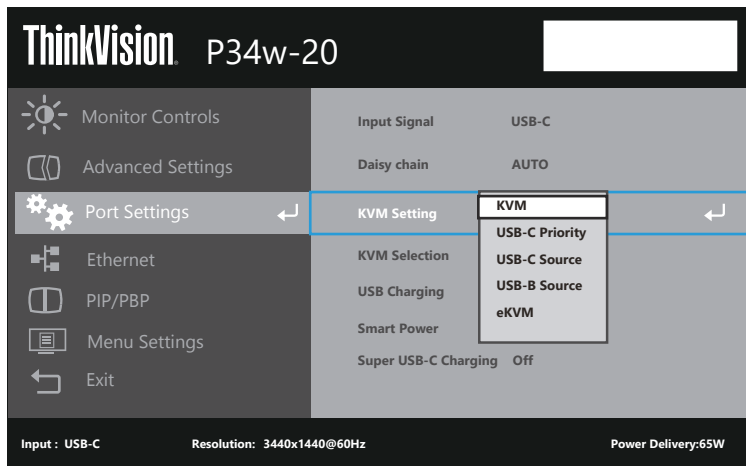 ThinkVision. P34w-20
Monitor Controls
Advanced Settings
Port Settings
Ethernet
PIP/PBP
Menu Settings
Exit
Input Signal USB-C
Daisy chain AUTO
KVM Setting
KVM Selection
USB Charging
Smart Power
Super USB-C Charging Off
KVM
USB-C Priority
USB-C Source
USB-B Source
eKVM
Input : USB-C Resolution: 3440x1440@60Hz Power Delivery:65W